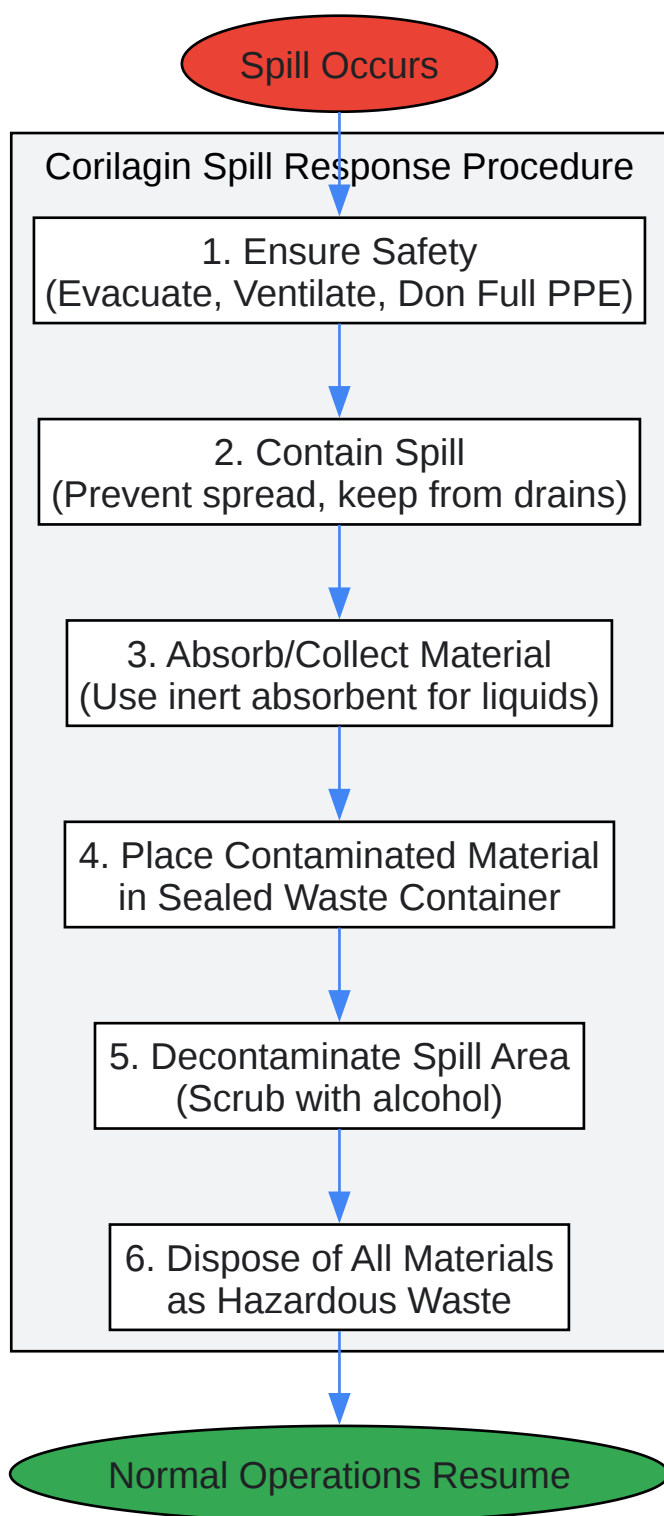 Spill Occurs
Corilagin Spill Response Procedure
1. Ensure Safety
(Evacuate, Ventilate, Don Full PPE)
2. Contain Spill
(Prevent spread, keep from drains)
3. Absorb/Collect Material
(Use inert absorbent for liquids)
4. Place Contaminated Material
in Sealed Waste Container
5. Decontaminate Spill Area
(Scrub with alcohol)
6. Dispose of All Materials
as Hazardous Waste
Normal Operations Resume